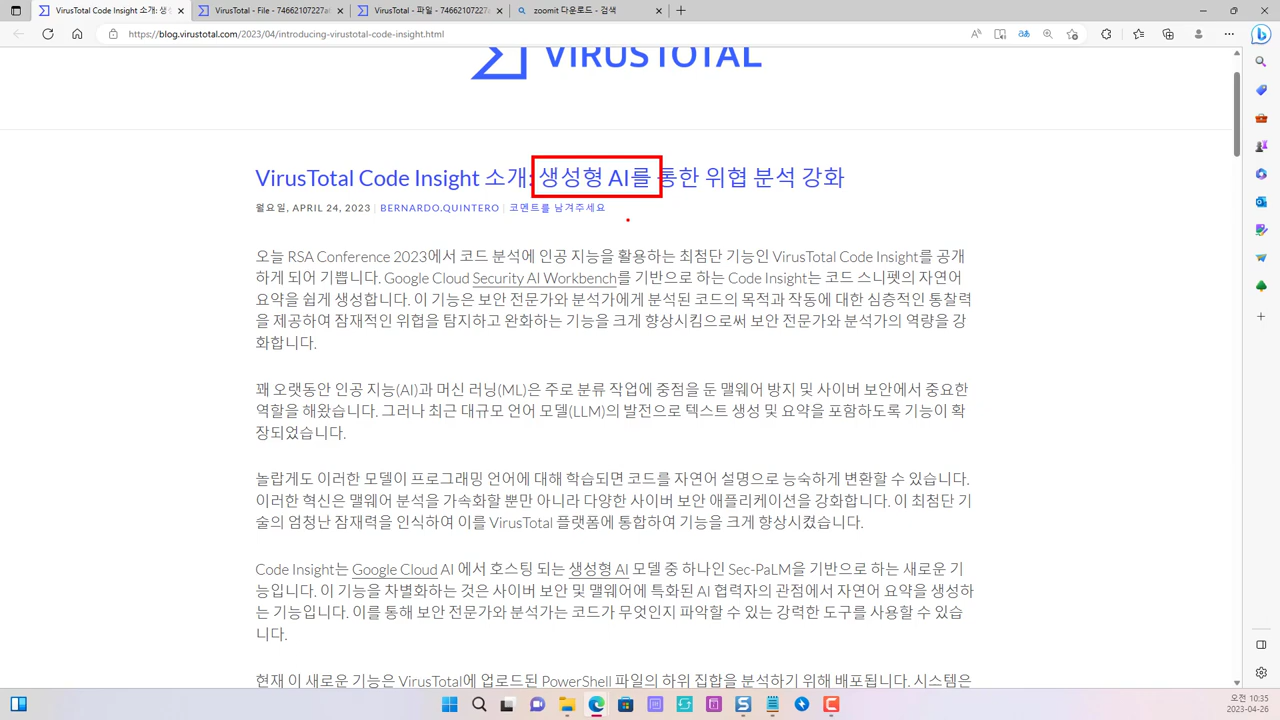 VirusTotal Code Insight 소개: 생성
VirusTotal - File - 74662107227a
VirusTotal - 파일 - 74662107227a
zoomit 다운로드 - 검색
https://blog.virustotal.com/2023/04/introducing-virustotal-code-insight.html
VIRUSTOTAL
VirusTotal Code Insight 소개: 생성형 AI를 통한 위협 분석 강화
월요일, APRIL 24, 2023 | BERNARDO.QUINTERO | 코멘트를 남겨주세요
오늘 RSA Conference 2023에서 코드 분석에 인공 지능을 활용하는 최첨단 기능인 VirusTotal Code Insight를 공개
하게 되어 기쁩니다. Google Cloud Security AI Workbench를 기반으로 하는 Code Insight는 코드 스니펫의 자연어
요약을 쉽게 생성합니다. 이 기능은 보안 전문가와 분석가에게 분석된 코드의 목적과 작동에 대한 심층적인 통찰력
을 제공하여 잠재적인 위협을 탐지하고 완화하는 기능을 크게 향상시킴으로써 보안 전문가와 분석가의 역량을 강
화합니다.
꽤 오랫동안 인공 지능(AI)과 머신 러닝(ML)은 주로 분류 작업에 중점을 둔 맬웨어 방지 및 사이버 보안에서 중요한
역할을 해왔습니다. 그러나 최근 대규모 언어 모델(LLM)의 발전으로 텍스트 생성 및 요약을 포함하도록 기능이 확
장되었습니다.
놀랍게도 이러한 모델이 프로그래밍 언어에 대해 학습되면 코드를 자연어 설명으로 능숙하게 변환할 수 있습니다.
이러한 혁신은 맬웨어 분석을 가속화할 뿐만 아니라 다양한 사이버 보안 애플리케이션을 강화합니다. 이 최첨단 기
술의 엄청난 잠재력을 인식하여 이를 VirusTotal 플랫폼에 통합하여 기능을 크게 향상시켰습니다.
Code Insight는 Google Cloud AI 에서 호스팅 되는 생성형 AI 모델 중 하나인 Sec-PaLM을 기반으로 하는 새로운 기
능입니다. 이 기능을 차별화하는 것은 사이버 보안 및 맬웨어에 특화된 AI 협력자의 관점에서 자연어 요약을 생성하
는 기능입니다. 이를 통해 보안 전문가와 분석가는 코드가 무엇인지 파악할 수 있는 강력한 도구를 사용할 수 있습
니다.
현재 이 새로운 기능은 VirusTotal에 업로드된 PowerShell 파일의 하위 집합을 분석하기 위해 배포됩니다. 시스템은
오전 10:35
2023-04-26